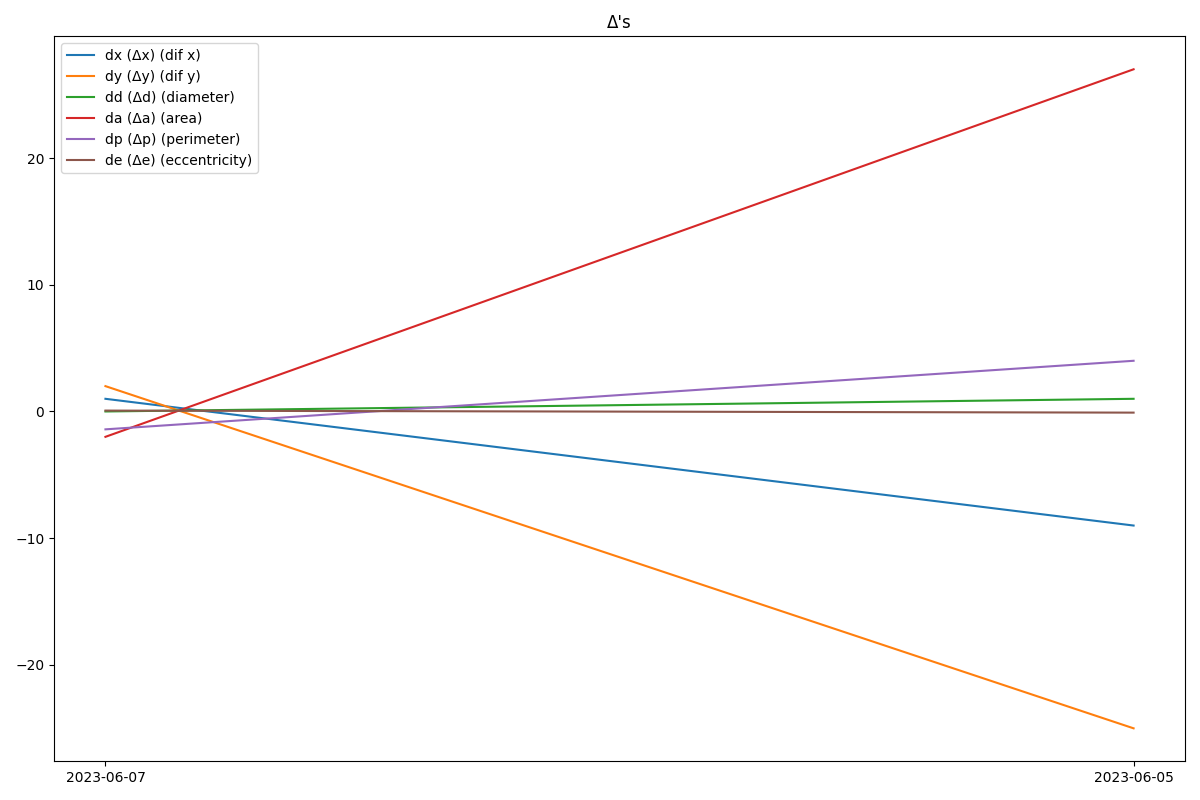 Δ's
dx (Δx) (dif x)
dy (Δy) (dif y)
dd (Δd) (diameter)
da (Δa) (area)
dp (Δp) (perimeter)
de (Δe) (eccentricity)
20
10
0
−10
−20
2023-06-07
2023-06-05